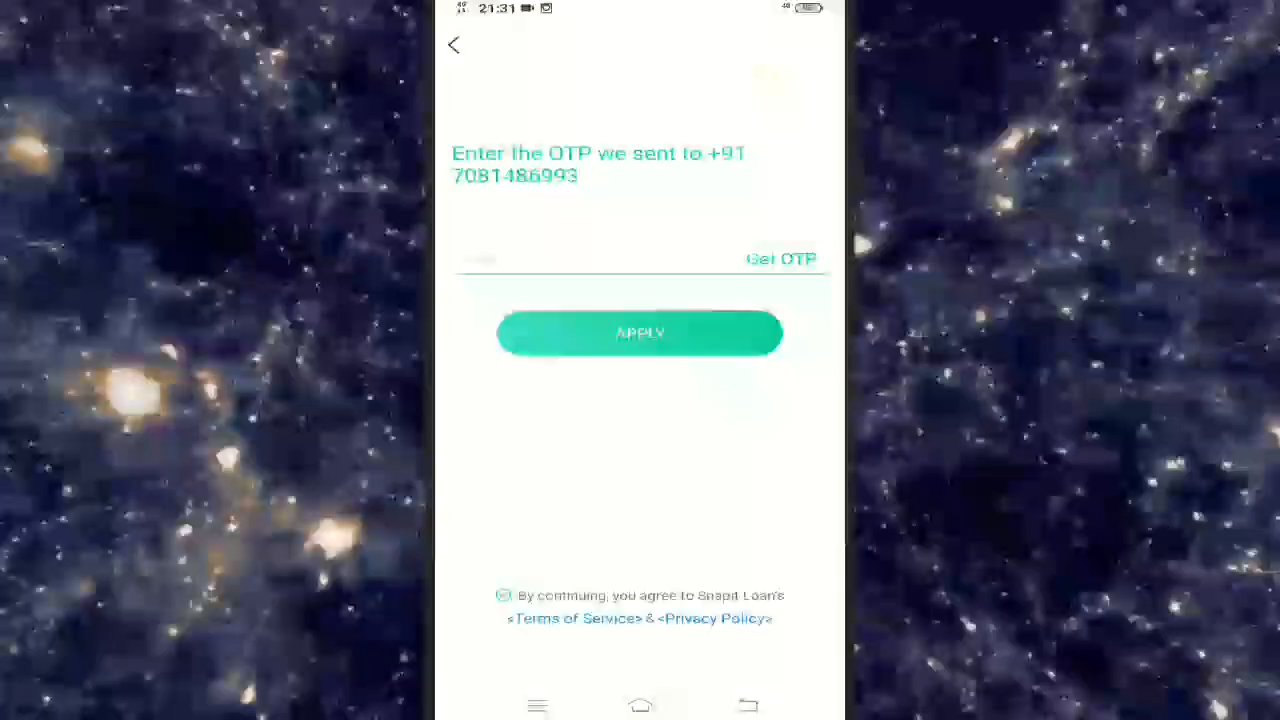 21:31
Enter the OTP we sent to +91
7081486993
Get OTP
APPLY
By continuing, you agree to Snapit Loan's
<Terms of Service> & <Privacy Policy>